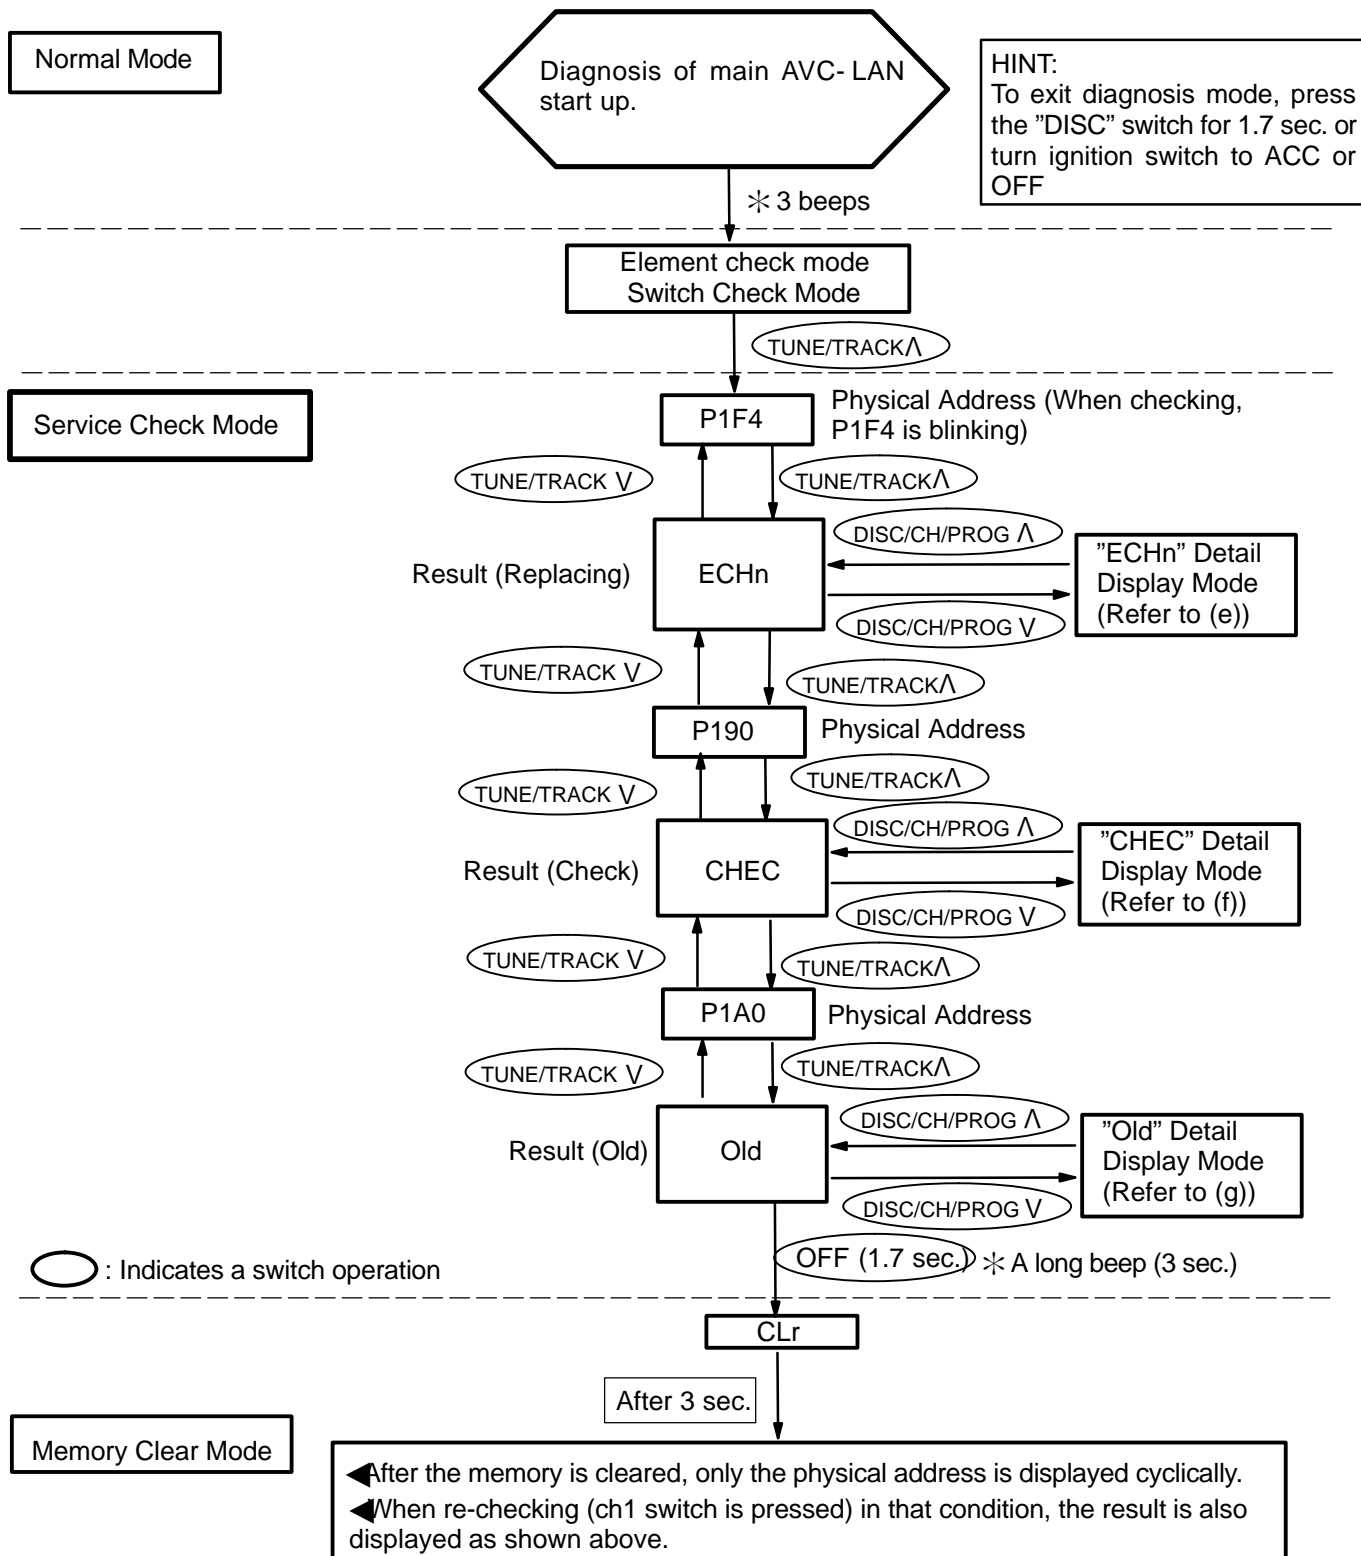 Normal Mode
Diagnosis of main AVC- LAN
start up.
HINT:
To exit diagnosis mode, press
the ”DISC” switch for 1.7 sec. or
turn ignition switch to ACC or
OFF
＊ 3 beeps
Element check mode
Switch Check Mode
TUNE/TRACK Λ
Service Check Mode
P1F4
Physical Address (When checking,
P1F4 is blinking)
TUNE/TRACK V
TUNE/TRACK Λ
DISC/CH/PROG Λ
Result (Replacing)
ECHn
”ECHn” Detail
Display Mode
(Refer to (e))
DISC/CH/PROG V
TUNE/TRACK V
TUNE/TRACK Λ
P190
Physical Address
TUNE/TRACK V
TUNE/TRACK Λ
DISC/CH/PROG Λ
Result (Check)
CHEC
”CHEC” Detail
Display Mode
(Refer to (f))
DISC/CH/PROG V
TUNE/TRACK V
TUNE/TRACK Λ
P1A0
Physical Address
TUNE/TRACK V
TUNE/TRACK Λ
DISC/CH/PROG Λ
Result (Old)
Old
”Old” Detail
Display Mode
(Refer to (g))
DISC/CH/PROG V
: Indicates a switch operation
OFF (1.7 sec.)
＊ A long beep (3 sec.)
CLr
After 3 sec.
Memory Clear Mode
◀After the memory is cleared, only the physical address is displayed cyclically.
◀When re-checking (ch1 switch is pressed) in that condition, the result is also
displayed as shown above.